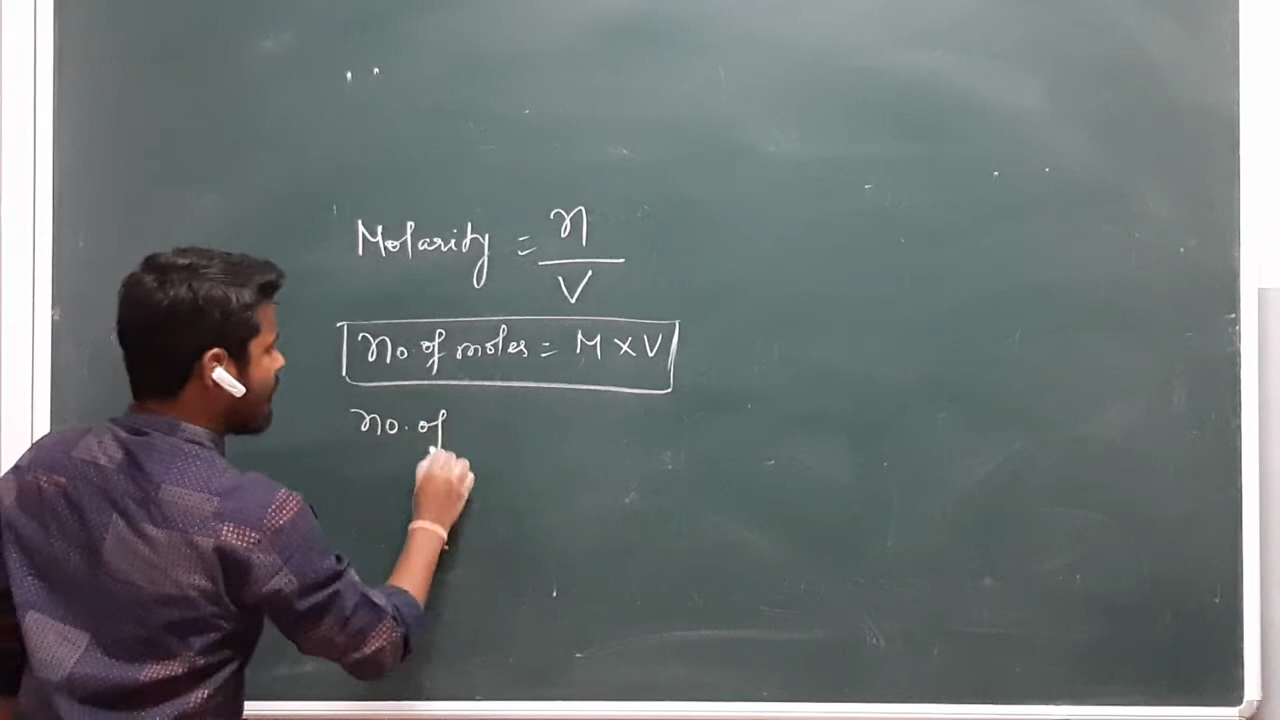 Molarity = n
V
no. of moles = M x V
no. of